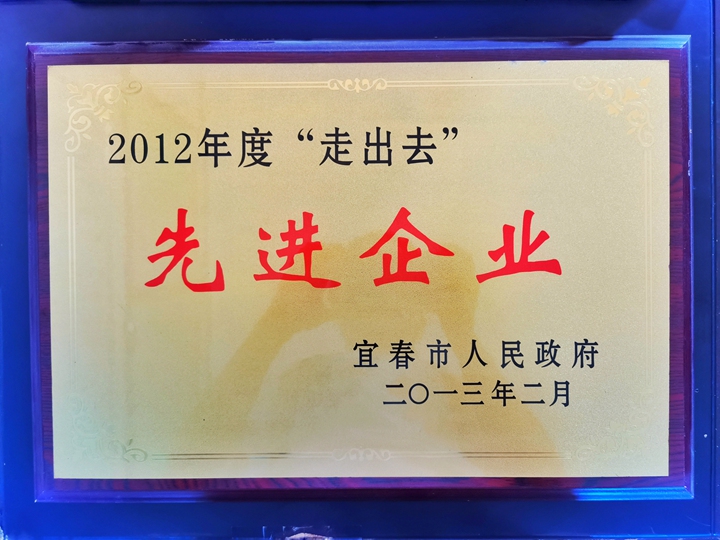 2012年度“走出去”
先进企业
宜春市人民政府
二〇一三年二月